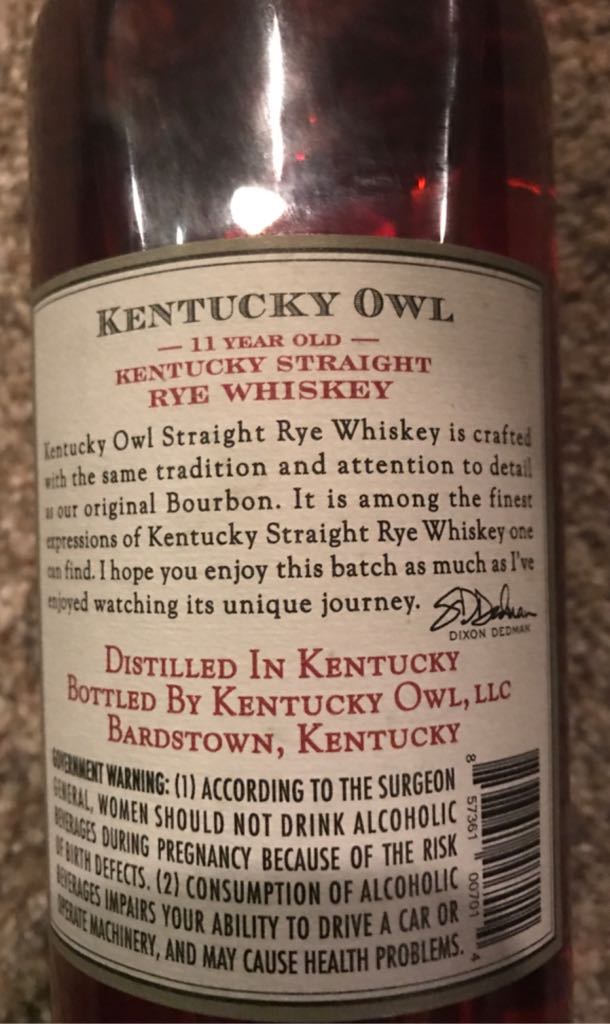 KENTUCKY OWL
— 11 YEAR OLD —
KENTUCKY STRAIGHT
RYE WHISKEY
Kentucky Owl Straight Rye Whiskey is crafted
with the same tradition and attention to detail
as our original Bourbon. It is among the finest
expressions of Kentucky Straight Rye Whiskey one
can find. I hope you enjoy this batch as much as I've
enjoyed watching its unique journey.
DIXON DEDMAN
DISTILLED IN KENTUCKY
BOTTLED BY KENTUCKY OWL, LLC
BARDSTOWN, KENTUCKY
GOVERNMENT WARNING: (1) ACCORDING TO THE SURGEON
GENERAL, WOMEN SHOULD NOT DRINK ALCOHOLIC
BEVERAGES DURING PREGNANCY BECAUSE OF THE RISK
OF BIRTH DEFECTS. (2) CONSUMPTION OF ALCOHOLIC
BEVERAGES IMPAIRS YOUR ABILITY TO DRIVE A CAR OR
OPERATE MACHINERY, AND MAY CAUSE HEALTH PROBLEMS.
8 57361 00701 4